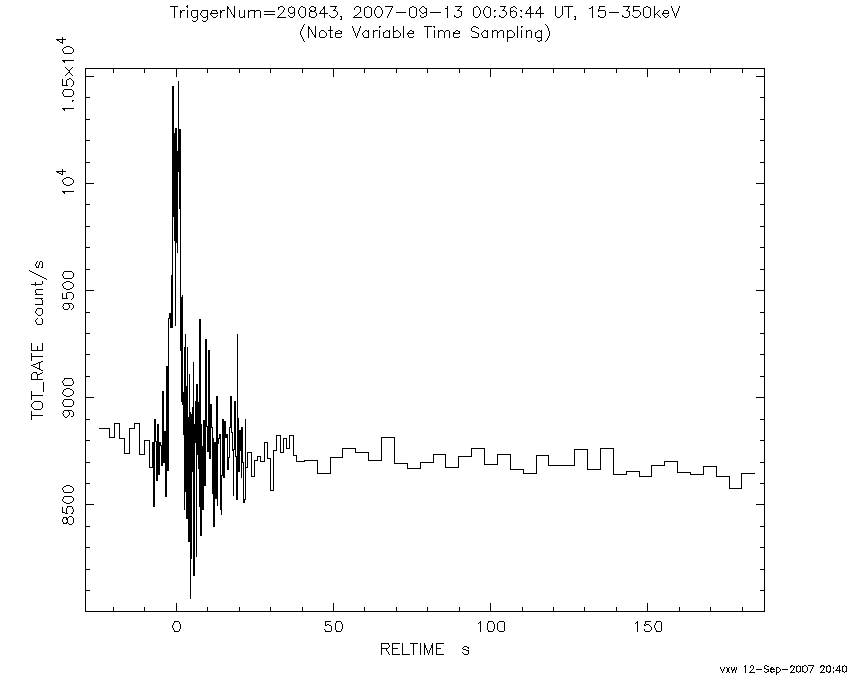 TriggerNum=290843, 2007-09-13 00:36:44 UT, 15-350keV
(Note Variable Time Sampling)
TOT_RATE count/s
1.05×10⁴
10⁴
9500
9000
8500
0 50 100 150
RELTIME s
vxw 12-Sep-2007 20:40